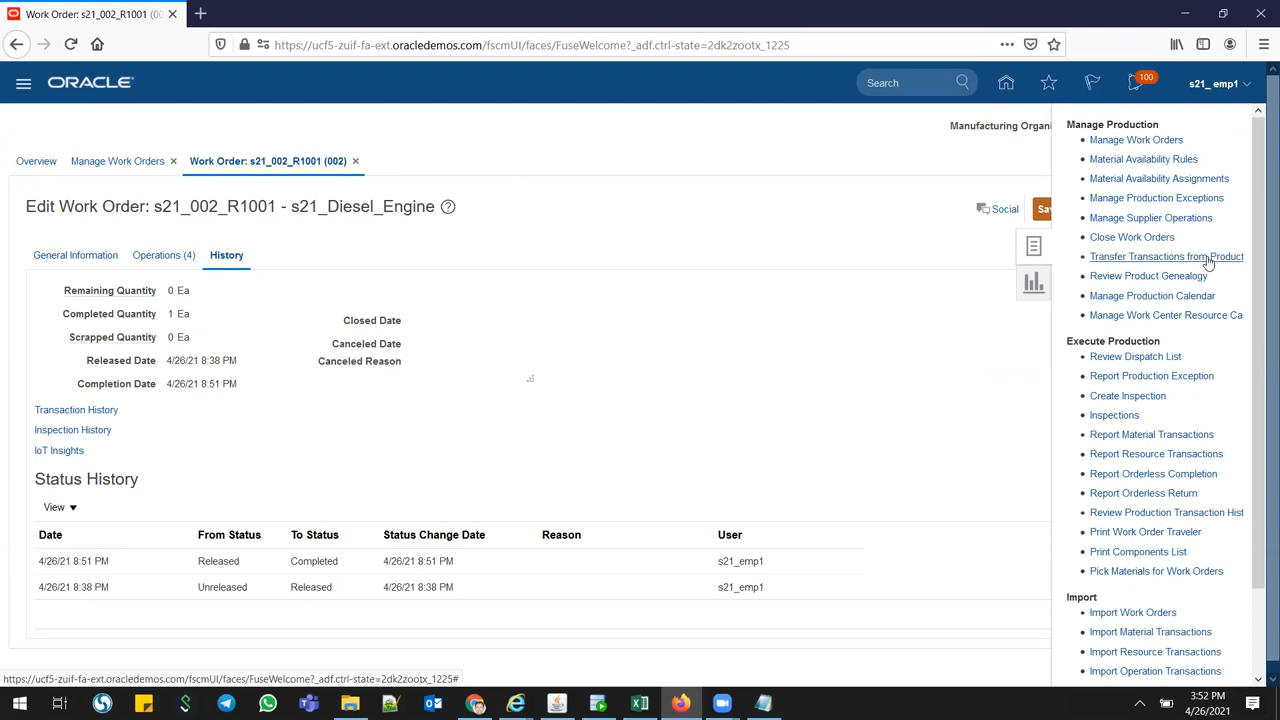 Work Order: s21_002_R1001 (00
https://ucf5-zuif-fa-ext.oracledemos.com/fscmUI/faces/FuseWelcome?_adf.ctrl-state=2dk2zootx_1225
ORACLE
Search
100
s21_ emp1
Manufacturing Organi
Overview
Manage Work Orders
Work Order: s21_002_R1001 (002)
Edit Work Order: s21_002_R1001 - s21_Diesel_Engine
Social
Sav
General Information
Operations (4)
History
Remaining Quantity 0 Ea
Completed Quantity 1 Ea
Scrapped Quantity 0 Ea
Released Date 4/26/21 8:38 PM
Completion Date 4/26/21 8:51 PM
Closed Date
Canceled Date
Canceled Reason
Transaction History
Inspection History
IoT Insights
Status History
View
Date From Status To Status Status Change Date Reason User
4/26/21 8:51 PM Released Completed 4/26/21 8:51 PM s21_emp1
4/26/21 8:38 PM Unreleased Released 4/26/21 8:38 PM s21_emp1
Manage Production
Manage Work Orders
Material Availability Rules
Material Availability Assignments
Manage Production Exceptions
Manage Supplier Operations
Close Work Orders
Transfer Transactions from Product
Review Product Genealogy
Manage Production Calendar
Manage Work Center Resource Ca
Execute Production
Review Dispatch List
Report Production Exception
Create Inspection
Inspections
Report Material Transactions
Report Resource Transactions
Report Orderless Completion
Report Orderless Return
Review Production Transaction Hist
Print Work Order Traveler
Print Components List
Pick Materials for Work Orders
Import
Import Work Orders
Import Material Transactions
Import Resource Transactions
Import Operation Transactions
https://ucf5-zuif-fa-ext.oracledemos.com/fscmUI/faces/FuseWelcome?_adf.ctrl-state=2dk2zootx_1225#
3:52 PM
4/26/2021